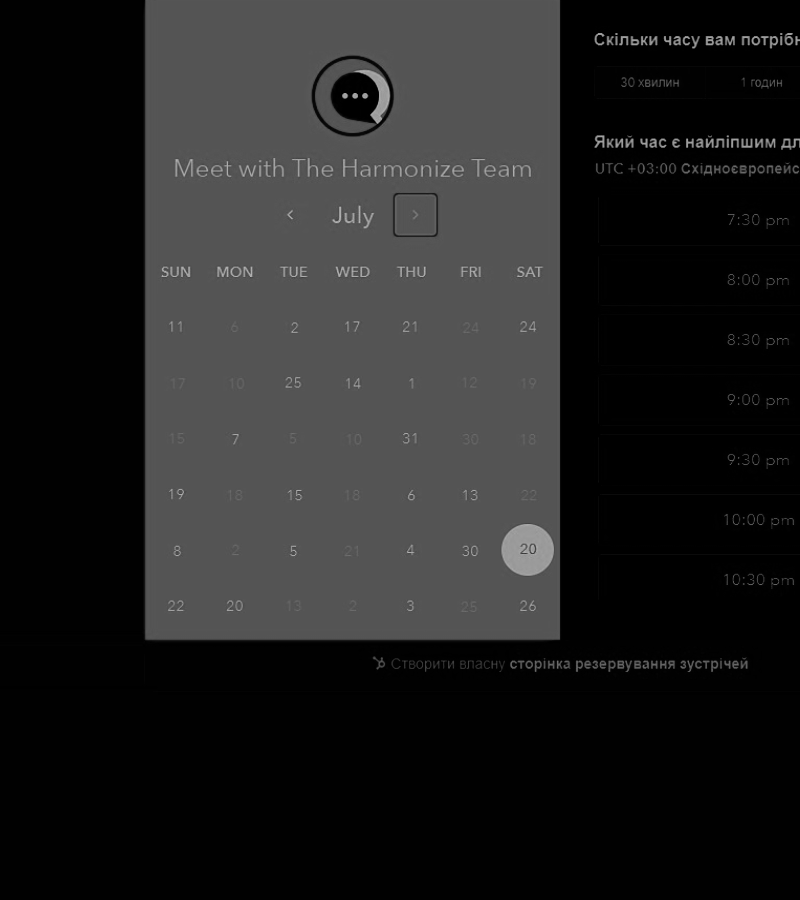 Meet with The Harmonize Team
July
SUN MON TUE WED THU FRI SAT
11 6 2 17 21 24 24
17 10 25 14 1 12 19
15 7 5 10 31 30 18
19 18 15 18 6 13 22
8 2 5 21 4 30 20
22 20 13 2 3 25 26
Скільки часу вам
30 хвилин 1 годин
Який час є найліпшим
UTC +03:00
7:30 pm
8:00 pm
8:30 pm
9:00 pm
9:30 pm
10:00 pm
10:30 pm
Створити власну сторінка резервування зустрічей